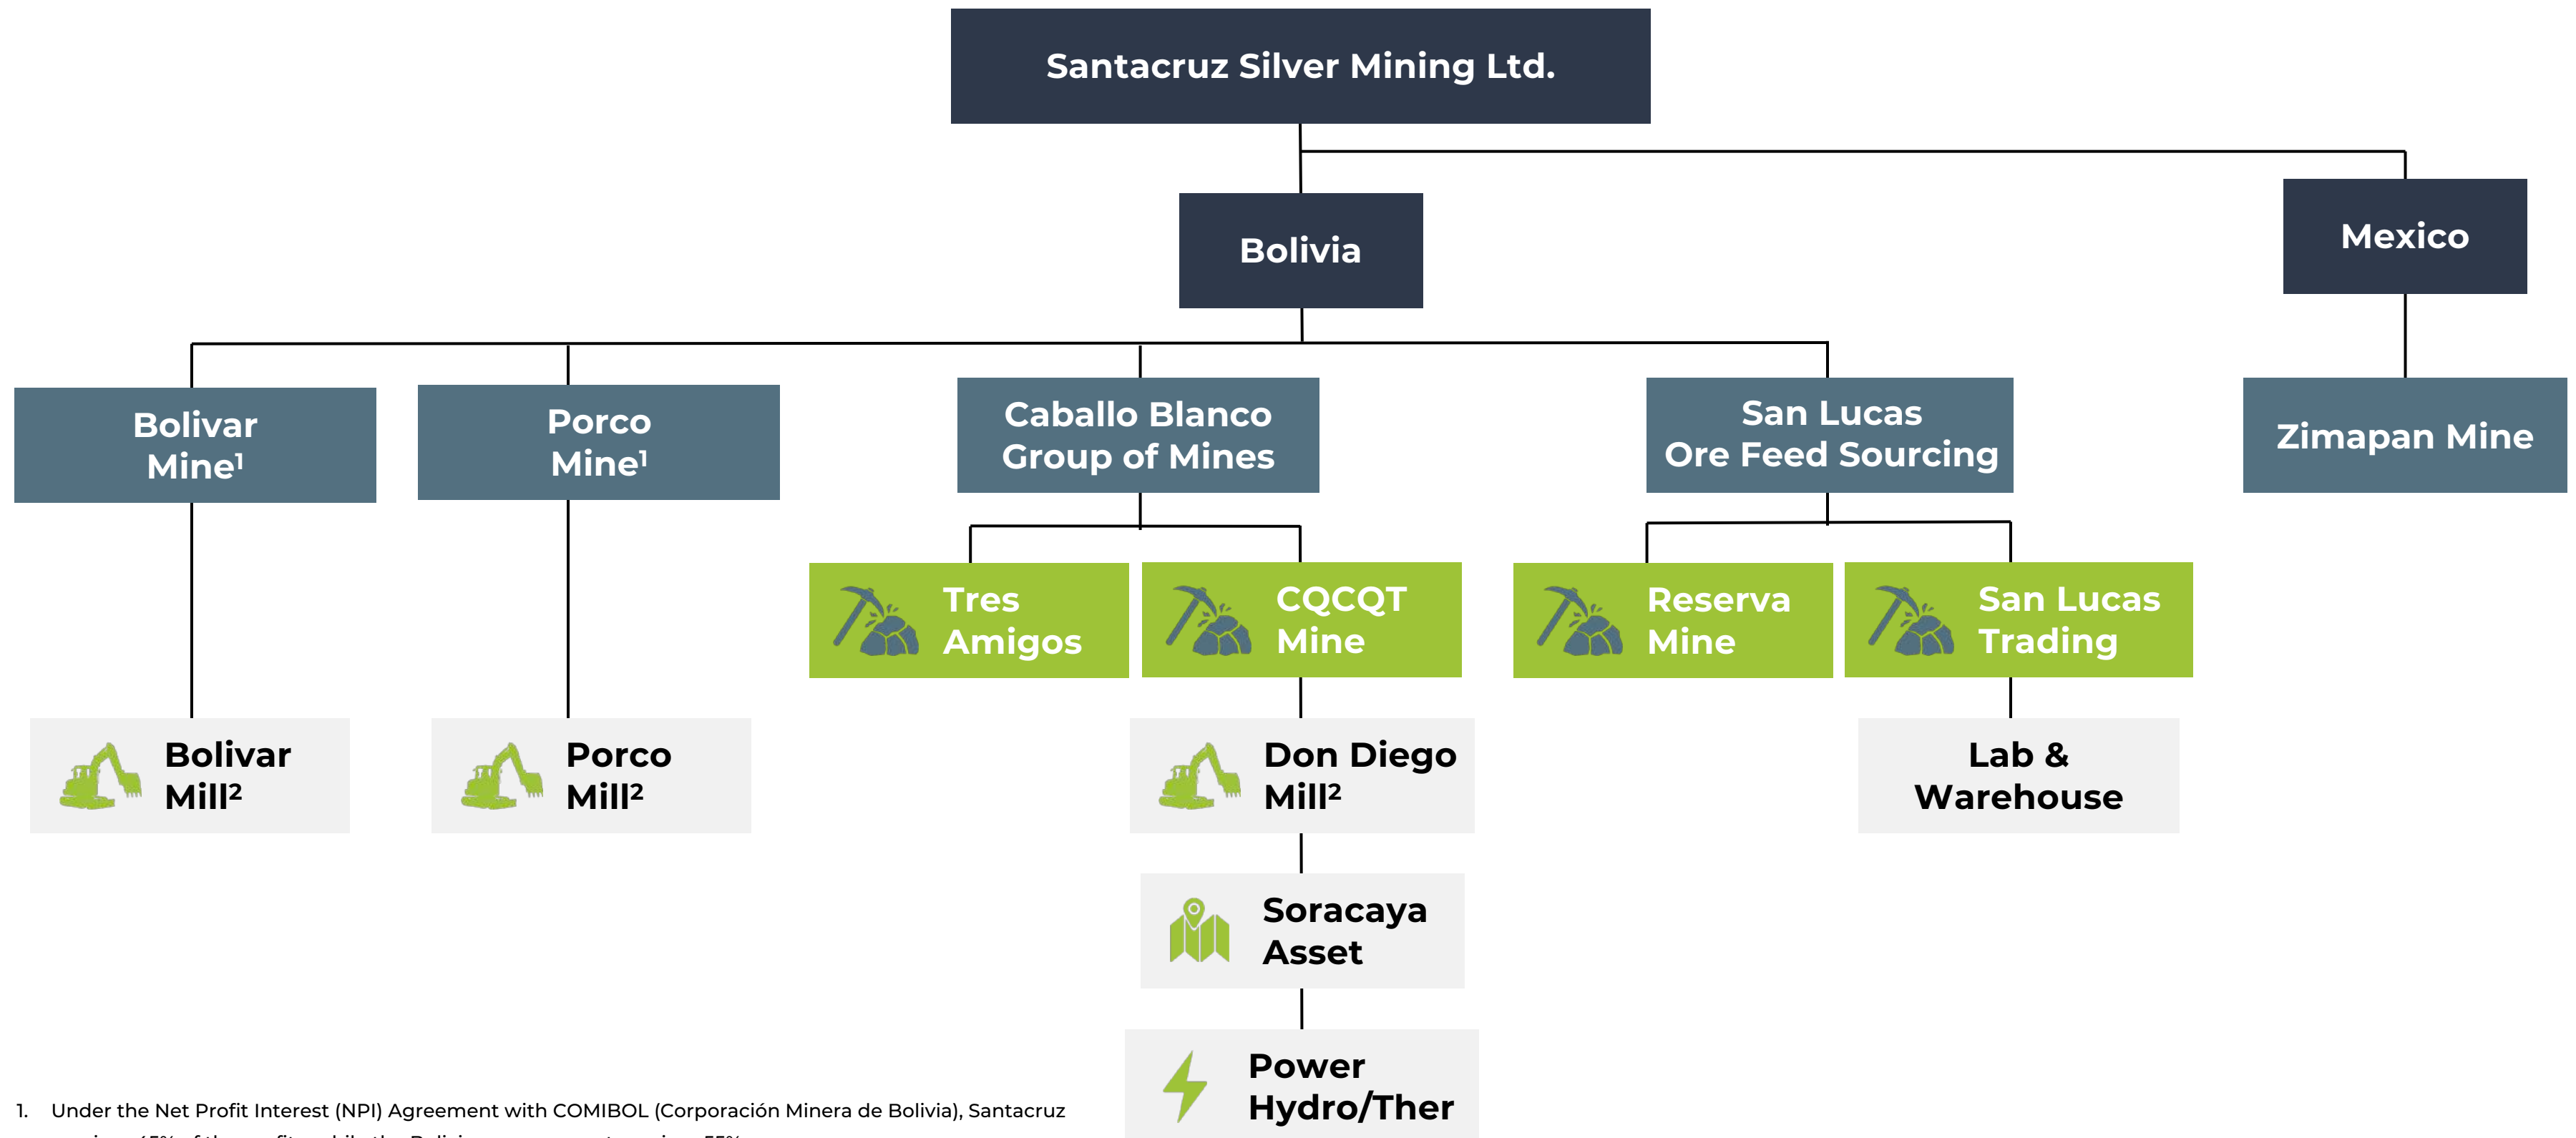 Santacruz Silver Mining Ltd.
Bolivia
Mexico
Bolivar
Mine¹
Porco
Mine¹
Caballo Blanco
Group of Mines
San Lucas
Ore Feed Sourcing
Zimapan Mine
Tres
Amigos
CQCQT
Mine
Reserva
Mine
San Lucas
Trading
Bolivar
Mill²
Porco
Mill²
Don Diego
Mill²
Lab &
Warehouse
Soracaya
Asset
Power
Hydro/Ther
1. Under the Net Profit Interest (NPI) Agreement with COMIBOL (Corporación Minera de Bolivia), Santacruz